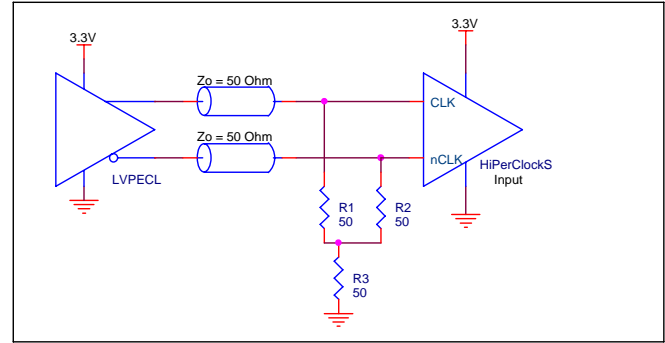 3.3V
3.3V
Zo = 50 Ohm
CLK
Zo = 50 Ohm
nCLK
HiPerClockS
Input
LVPECL
R1
50
R2
50
R3
50